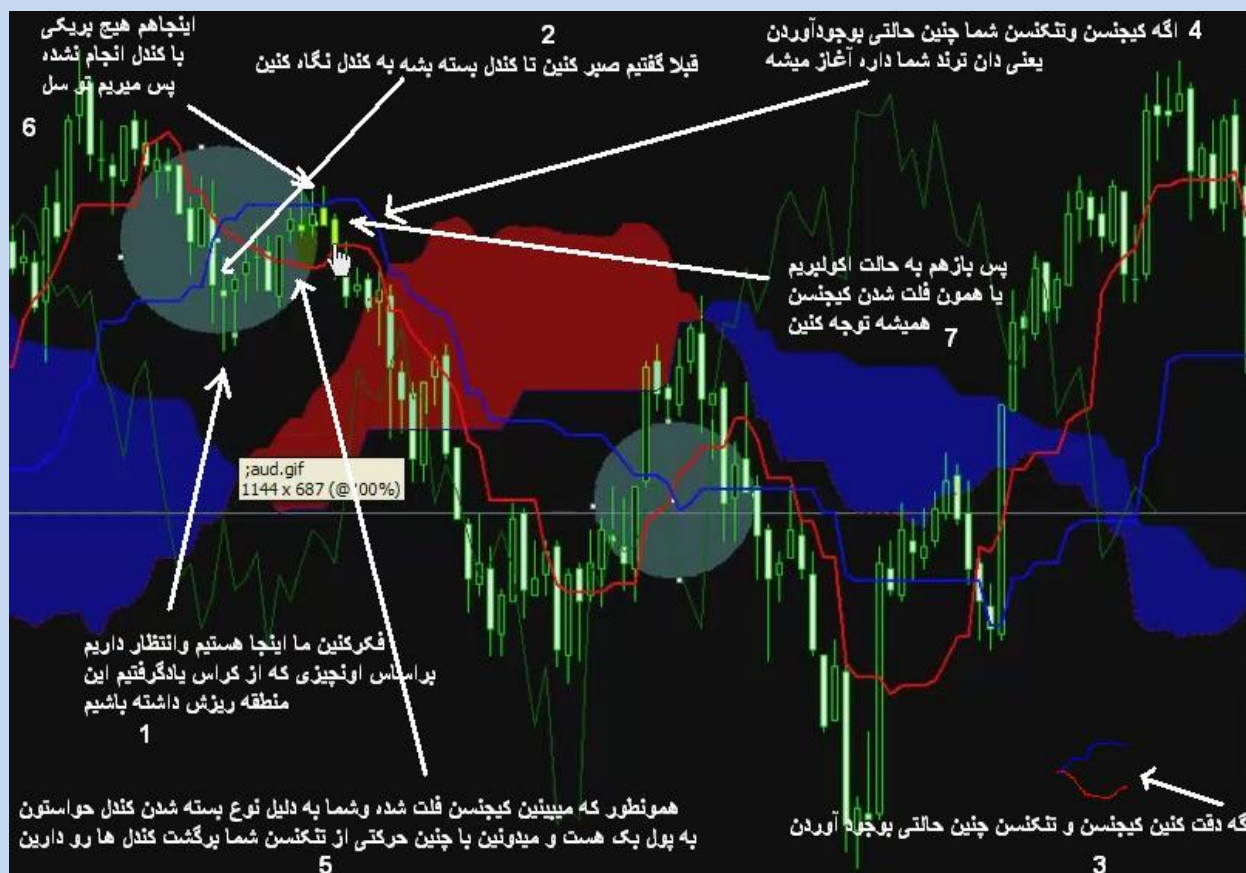 اینجاهم هیچ بریکی
با کندل انجام نشده
پس میریم تو سل
6
2
قبلا گفتیم صبر کنین تا کندل بسته بشه به کندل نگاه کنین
4 اگه کیجنسن وتنکنسن شما چنین حالتی بوجودآوردن
یعنی دان ترند شما داره آغاز میشه
پس بازهم به حالت اکولبریم
یا همون فلت شدن کیجنسن
همیشه توجه کنین
7
;aud.gif
1144 x 687 (@100%)
فکرکنین ما اینجا هستیم وانتظار داریم
براساس اونچیزی که از کراس یادگرفتیم این
منطقه ریزش داشته باشیم
1
همونطور که میبینین کیجنسن فلت شده وشما به دلیل نوع بسته شدن کندل حواستون
به پول بک هست و میدونین با چنین حرکتی از تنکنسن شما برگشت کندل ها رو دارین
5
گه دقت کنین کیجنسن و تنکنسن چنین حالتی بوجود آوردن
3